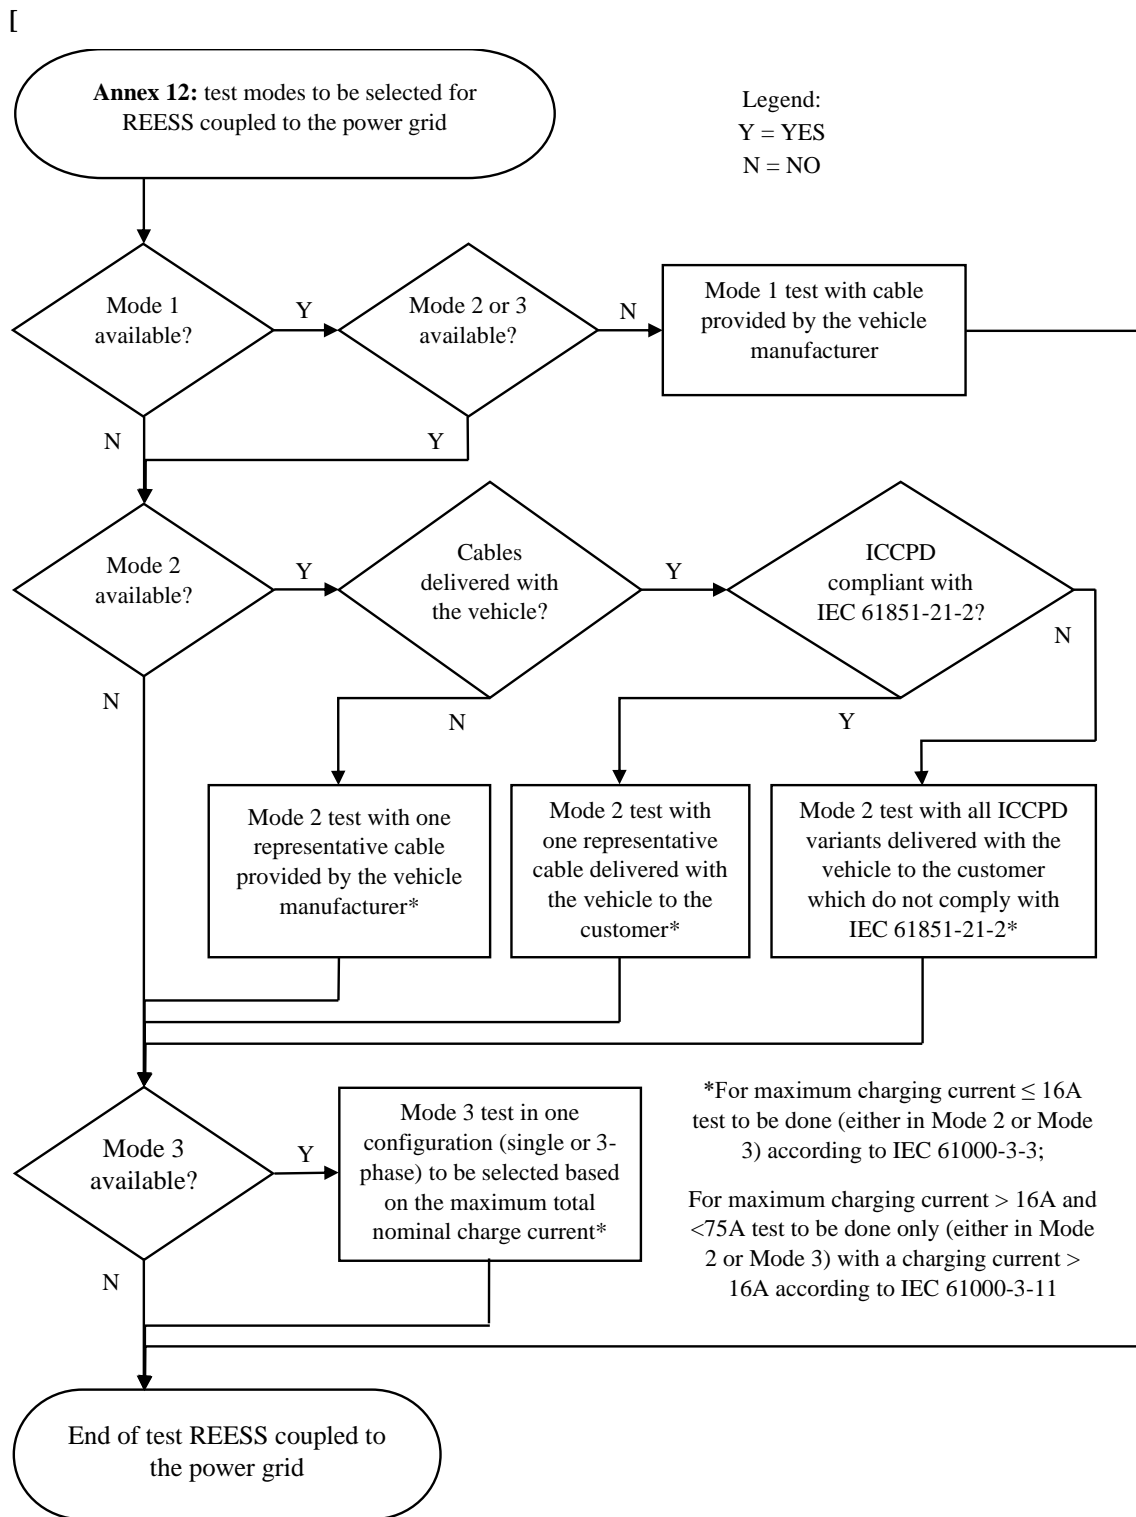 [
Annex 12: test modes to be selected for
REESS coupled to the power grid
Legend:
Y = YES
N = NO
Mode 1
available?
Y
Mode 2 or 3
available?
N
Mode 1 test with cable
provided by the vehicle
manufacturer
N
Y
Mode 2
available?
Y
Cables
delivered with
the vehicle?
Y
ICCPD
compliant with
IEC 61851-21-2?
N
N
N
Y
Mode 2 test with one
representative cable
provided by the vehicle
manufacturer*
Mode 2 test with
one representative
cable delivered with
the vehicle to the
customer*
Mode 2 test with all ICCPD
variants delivered with the
vehicle to the customer
which do not comply with
IEC 61851-21-2*
Mode 3
available?
Y
Mode 3 test in one
configuration (single or 3-
phase) to be selected based
on the maximum total
nominal charge current*
N
*For maximum charging current ≤ 16A
test to be done (either in Mode 2 or Mode
3) according to IEC 61000-3-3;
For maximum charging current > 16A and
<75A test to be done only (either in Mode
2 or Mode 3) with a charging current >
16A according to IEC 61000-3-11
End of test REESS coupled to
the power grid